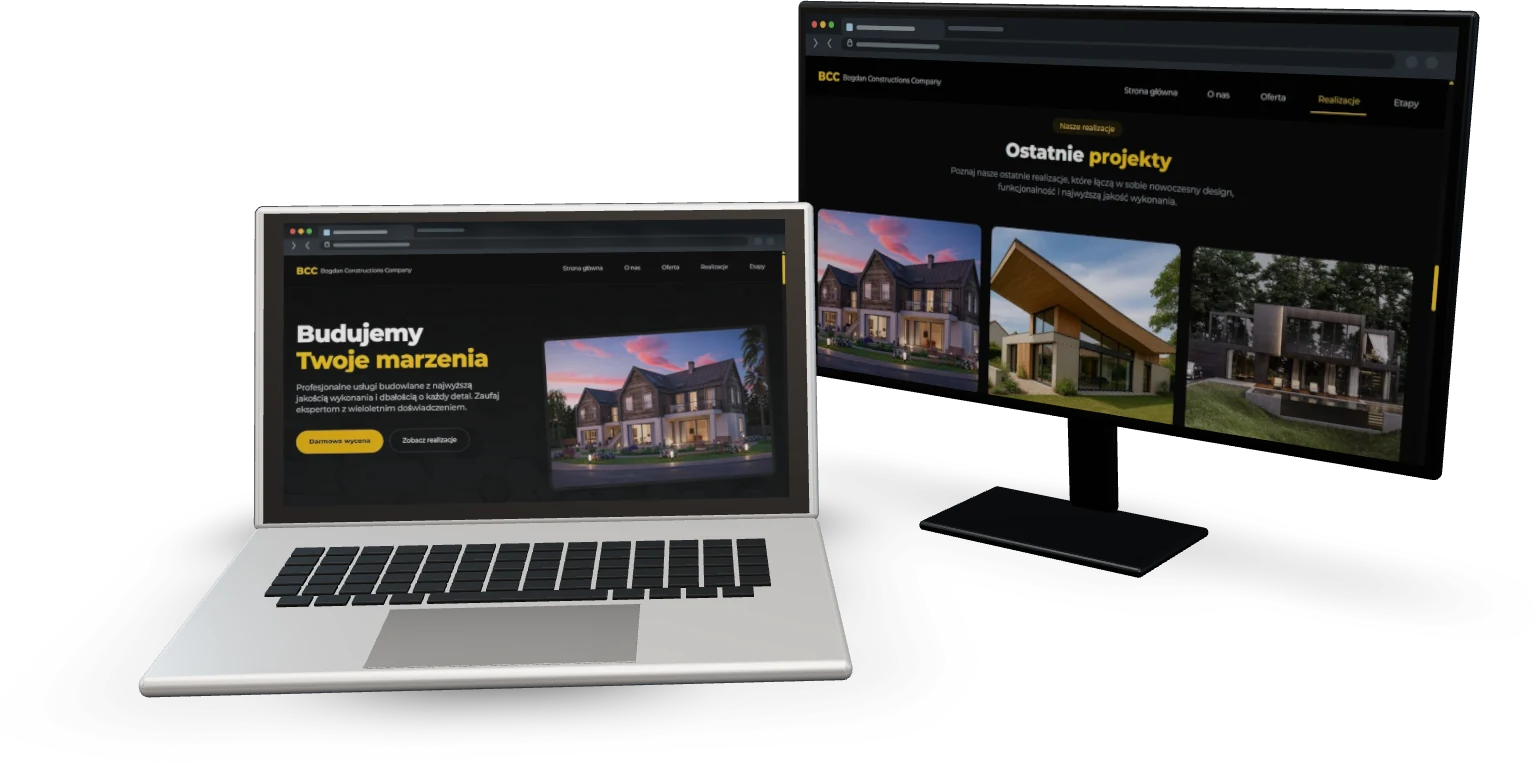 BCC Bogdan Constructions Company
Strona główna O nas Oferta Realizacje Etapy
Budujemy
Twoje marzenia
Profesjonalne usługi budowlane z najwyższą
jakością wykonania i dbałością o każdy detal. Zaufaj
ekspertom z wieloletnim doświadczeniem.
Darmowa wycena Zobacz realizacje
BCC Bogdan Constructions Company
Strona główna O nas Oferta Realizacje Etapy
Nasze realizacje
Ostatnie projekty
Poznaj nasze ostatnie realizacje, które łączą w sobie nowoczesny design,
funkcjonalność i najwyższą jakość wykonania.